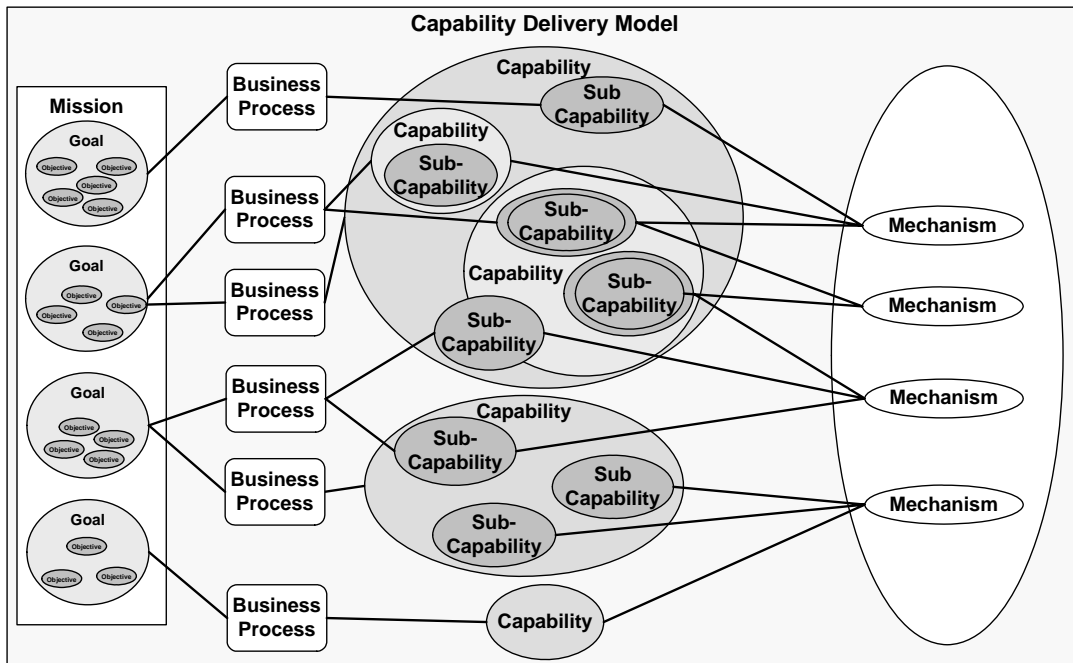 Capability Delivery Model
Mission
Goal
Objective
Objective
Objective
Objective
Objective
Goal
Objective
Objective
Objective
Objective
Goal
Objective
Objective
Objective
Objective
Goal
Objective
Objective
Objective
Business
Process
Business
Process
Business
Process
Business
Process
Business
Process
Business
Process
Capability
Sub
Capability
Capability
Sub-
Capability
Sub-
Capability
Capability
Sub-
Capability
Sub-
Capability
Capability
Sub-
Capability
Sub
Capability
Sub-
Capability
Capability
Mechanism
Mechanism
Mechanism
Mechanism